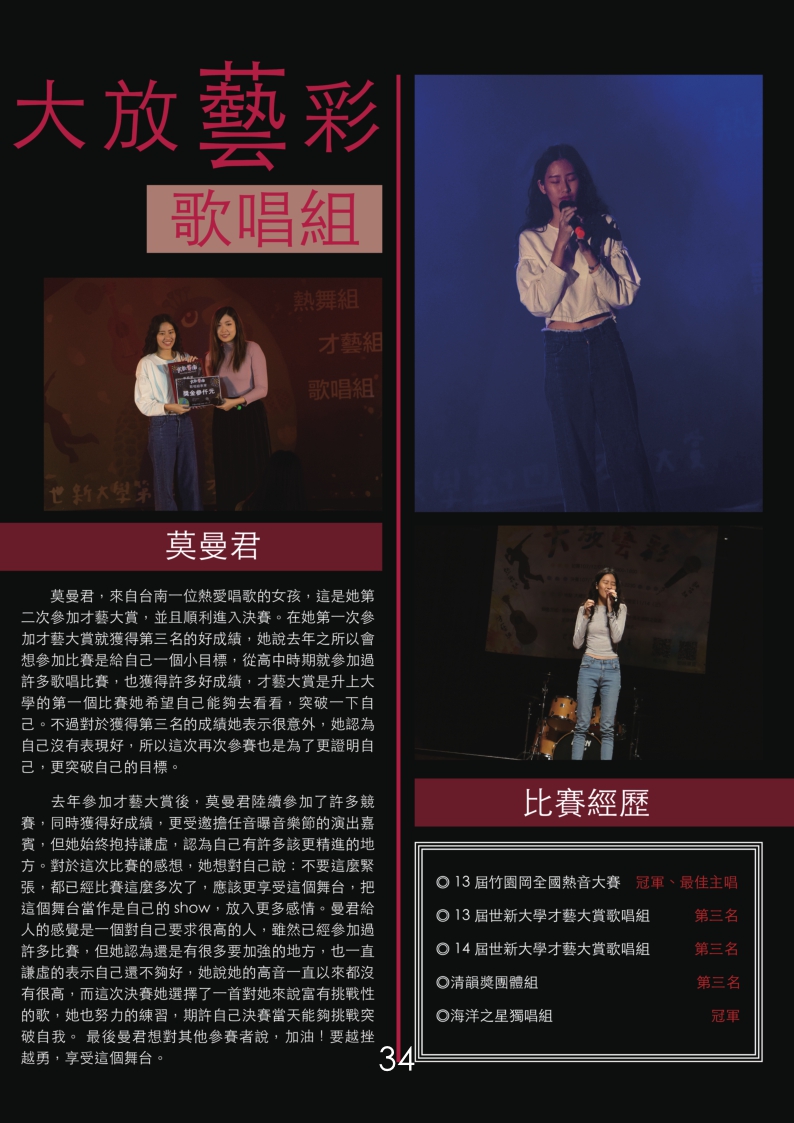 大放藝彩
歌唱組
熱舞組
才藝組
歌唱組
獎金參仟元
世新大學第
莫曼君
莫曼君，來自台南一位熱愛唱歌的女孩，這是她第
二次參加才藝大賞，並且順利進入決賽。在她第一次參
加才藝大賞就獲得第三名的好成績，她說去年之所以會
想參加比賽是給自己一個小目標，從高中時期就參加過
許多歌唱比賽，也獲得許多好成績，才藝大賞是升上大
學的第一個比賽她希望自己能夠去看看，突破一下自
己。不過對於獲得第三名的成績她表示很意外，她認為
自己沒有表現好，所以這次再次參賽也是為了更證明自
己，更突破自己的目標。
去年參加才藝大賞後，莫曼君陸續參加了許多競
賽，同時獲得好成績，更受邀擔任音曝音樂節的演出嘉
賓，但她始終抱持謙虛，認為自己有許多該更精進的地
方。對於這次比賽的感想，她想對自己說：不要這麼緊
張，都已經比賽這麼多次了，應該更享受這個舞台，把
這個舞台當作是自己的 show，放入更多感情。曼君給
人的感覺是一個對自己要求很高的人，雖然已經參加過
許多比賽，但她認為還是有很多要加強的地方，也一直
謙虛的表示自己還不夠好，她說她的高音一直以來都沒
有很高，而這次決賽她選擇了一首對她來說富有挑戰性
的歌，她也努力的練習，期許自己決賽當天能夠挑戰突
破自我。 最後曼君想對其他參賽者說，加油！要越挫
越勇，享受這個舞台。
大放藝彩
比賽經歷
◎ 13 屆竹園岡全國熱音大賽 冠軍、最佳主唱
◎ 13 屆世新大學才藝大賞歌唱組 第三名
◎ 14 屆世新大學才藝大賞歌唱組 第三名
◎清韻獎團體組 第三名
◎海洋之星獨唱組 冠軍
34